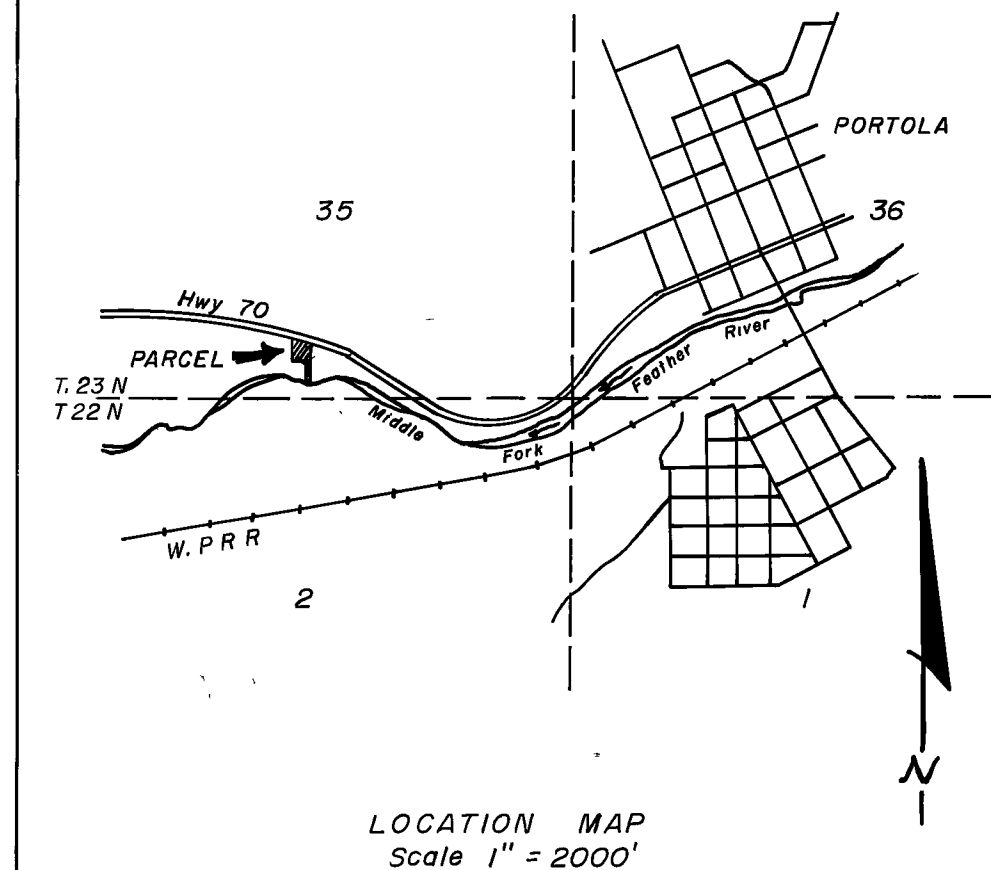 PORTOLA
35
36
Hwy 70
PARCEL
River
Feather
T. 23 N
T 22 N
Middle
Fork
W. P R R
2
1
N
LOCATION MAP
Scale 1" = 2000'